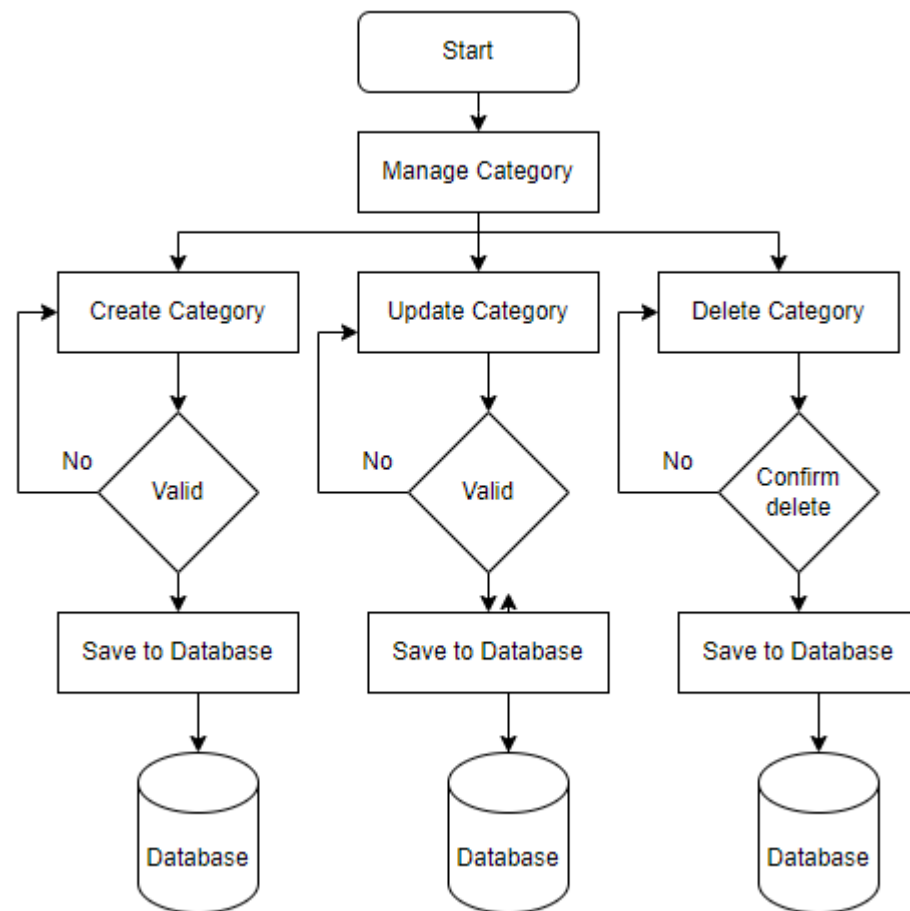 Start
Manage Category
Create Category
Update Category
Delete Category
No
Valid
No
Valid
No
Confirm
delete
Save to Database
Save to Database
Save to Database
Database
Database
Database